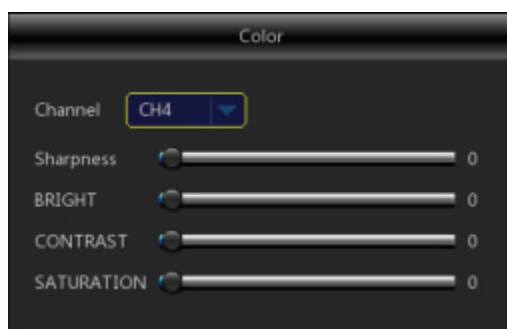 Color
Channel CH4
Sharpness 0
BRIGHT 0
CONTRAST 0
SATURATION 0